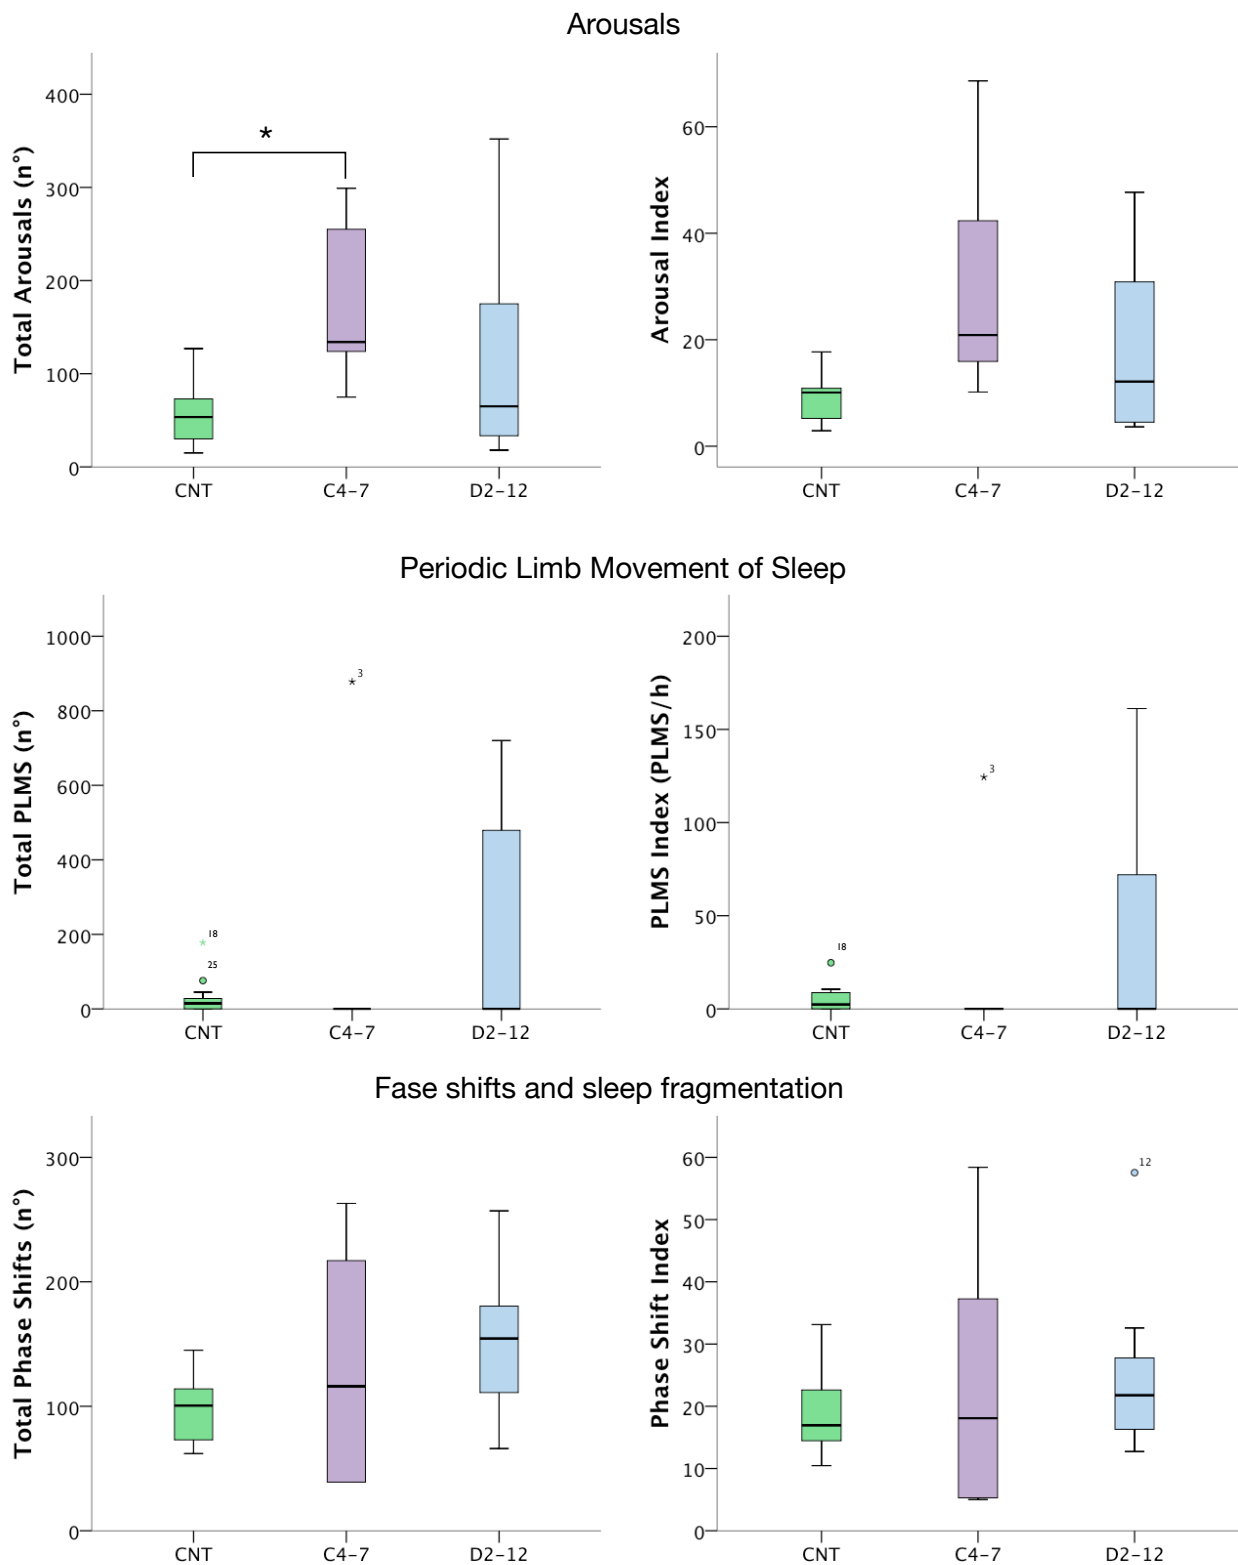 Arousals
Total Arousals (n°)
400
300
200
100
0
*
CNT
C4-7
D2-12
Arousal Index
60
40
20
0
CNT
C4-7
D2-12
Periodic Limb Movement of Sleep
Total PLMS (n°)
1000
800
600
400
200
0
18
25
3
CNT
C4-7
D2-12
PLMS Index (PLMS/h)
200
150
100
50
0
18
3
CNT
C4-7
D2-12
Fase shifts and sleep fragmentation
Total Phase Shifts (n°)
300
200
100
0
CNT
C4-7
D2-12
Phase Shift Index
60
50
40
30
20
10
0
12
CNT
C4-7
D2-12